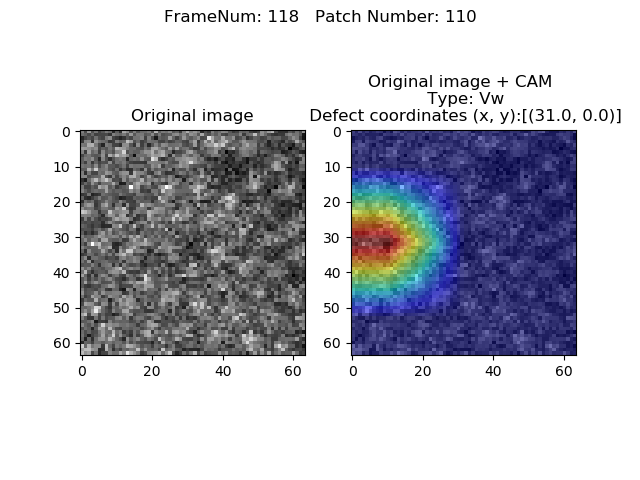 FrameNum: 118   Patch Number: 110
Original image
Original image + CAM
Type: Vw
Defect coordinates (x, y):[(31.0, 0.0)]
0
10
20
30
40
50
60
0 20 40 60
0
10
20
30
40
50
60
0 20 40 60